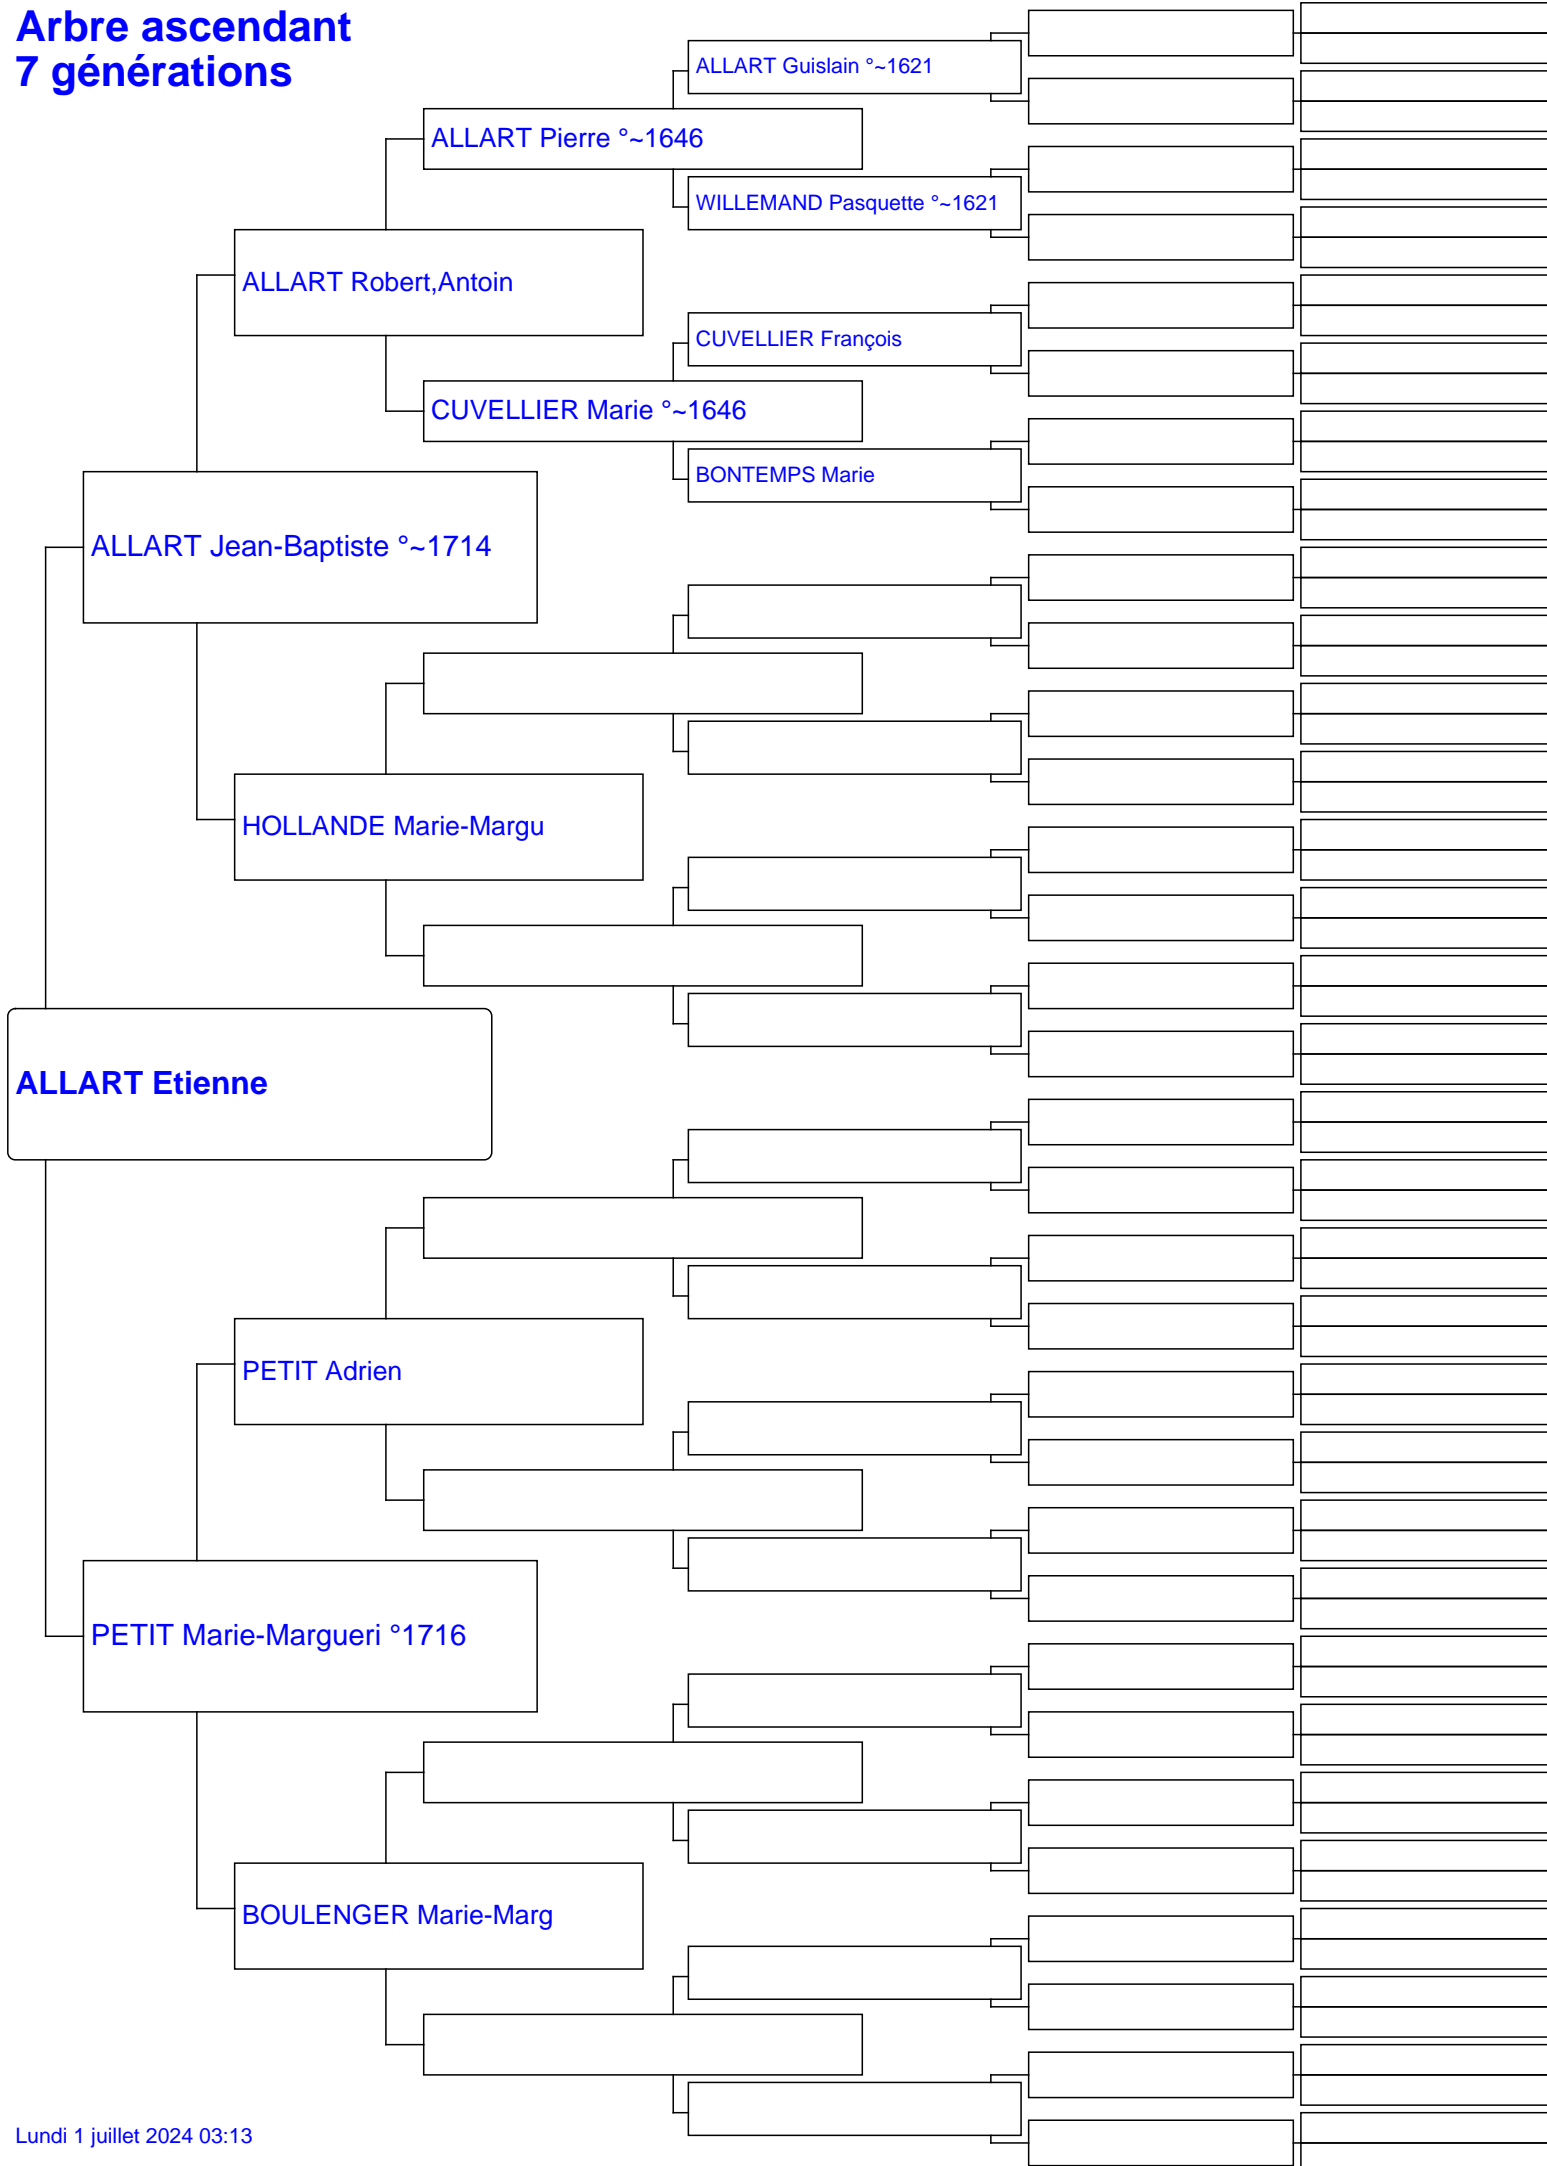 Arbre ascendant
7 générations
ALLART Guislain °~1621
ALLART Pierre °~1646
WILLEMAND Pasquette °~1621
ALLART Robert,Antoin
CUVELLIER François
CUVELLIER Marie °~1646
BONTEMPS Marie
ALLART Jean-Baptiste °~1714
HOLLANDE Marie-Margu
ALLART Etienne
PETIT Adrien
PETIT Marie-Margueri °1716
BOULENGER Marie-Marg
Lundi 1 juillet 2024 03:13